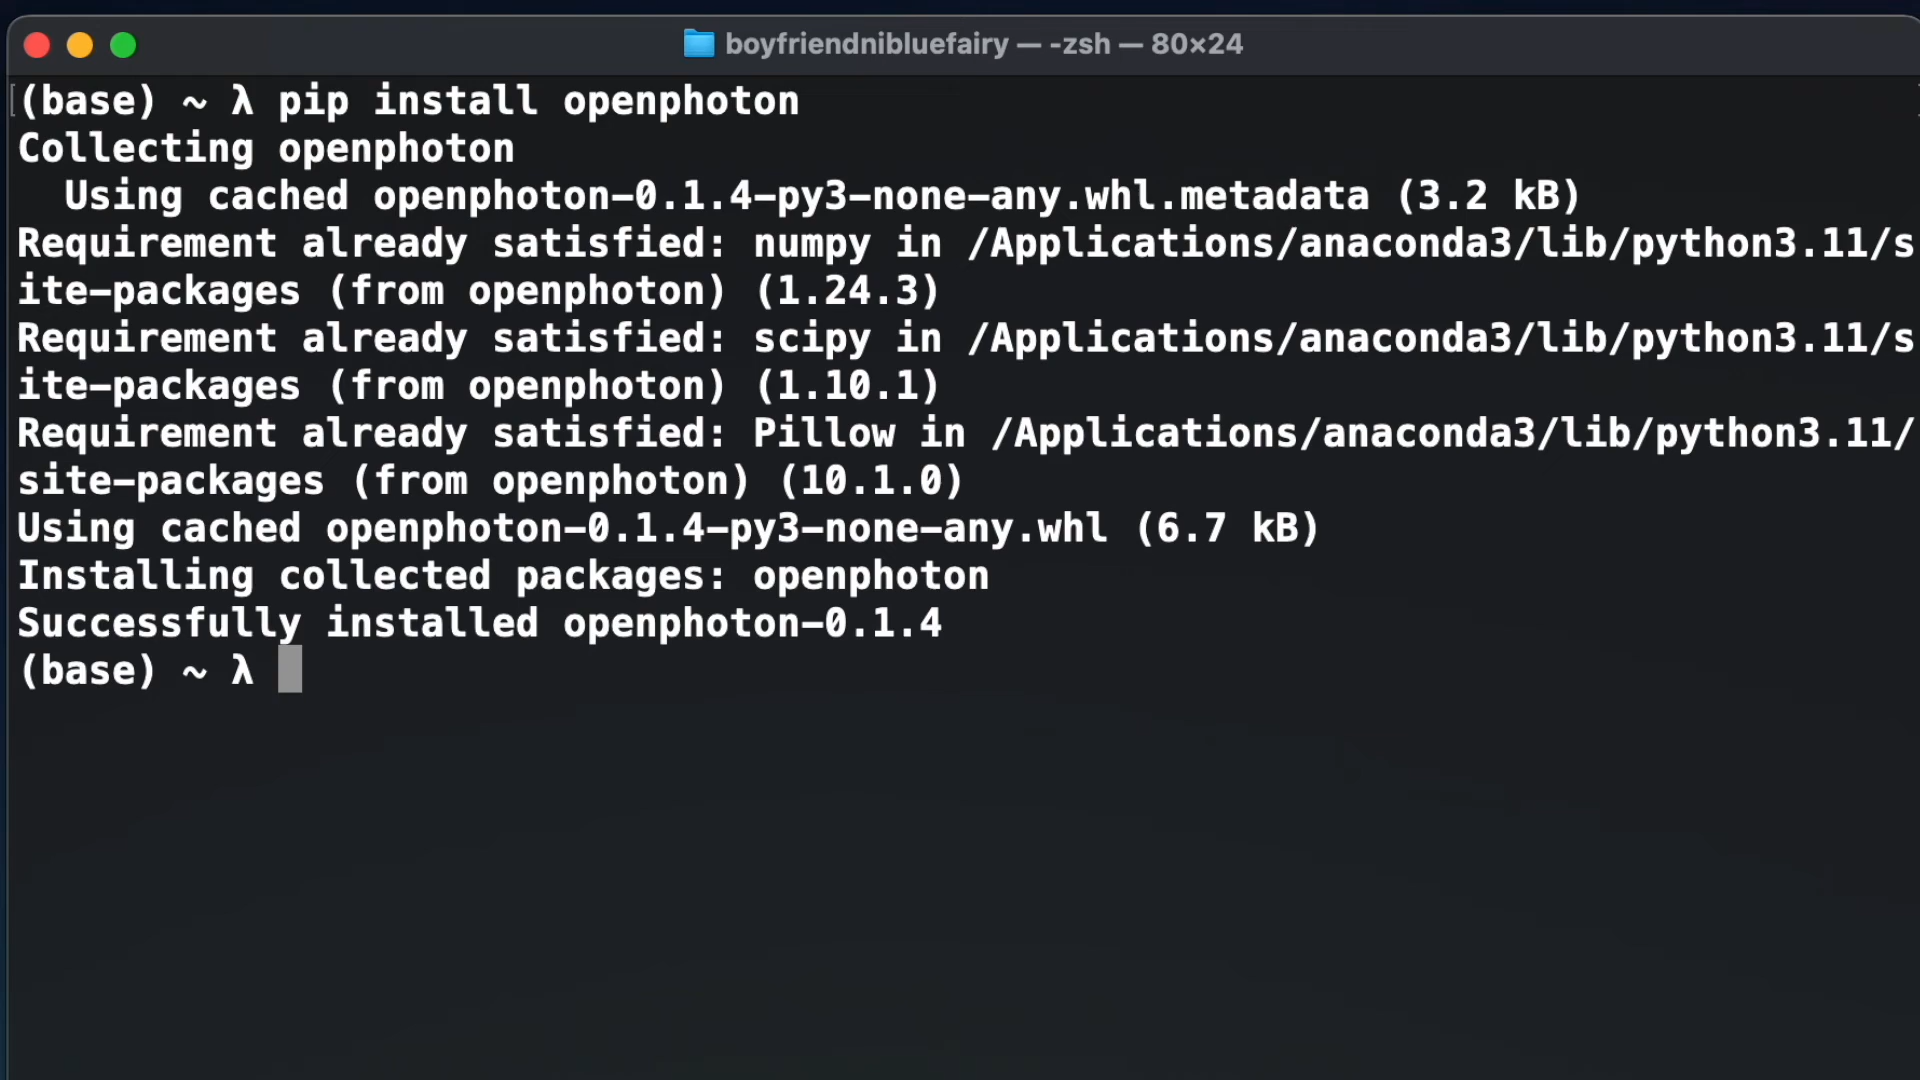 boyfriendnibluefairy — -zsh — 80×24
(base) ~ λ pip install openphoton
Collecting openphoton
  Using cached openphoton-0.1.4-py3-none-any.whl.metadata (3.2 kB)
Requirement already satisfied: numpy in /Applications/anaconda3/lib/python3.11/s
ite-packages (from openphoton) (1.24.3)
Requirement already satisfied: scipy in /Applications/anaconda3/lib/python3.11/s
ite-packages (from openphoton) (1.10.1)
Requirement already satisfied: Pillow in /Applications/anaconda3/lib/python3.11/
site-packages (from openphoton) (10.1.0)
Using cached openphoton-0.1.4-py3-none-any.whl (6.7 kB)
Installing collected packages: openphoton
Successfully installed openphoton-0.1.4
(base) ~ λ